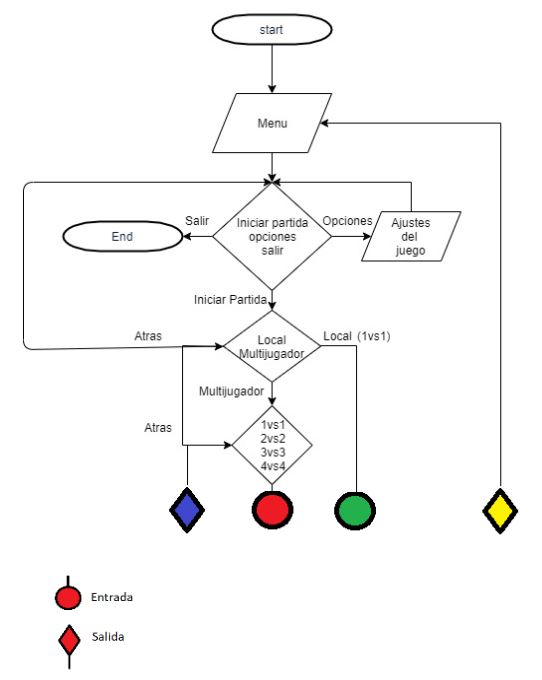 start
Menu
Salir
Iniciar partida
opciones
salir
Opciones
Ajustes
del
juego
End
Iniciar Partida
Atras
Local
Multijugador
Local (1vs1)
Multijugador
Atras
1vs1
2vs2
3vs3
4vs4
Entrada
Salida